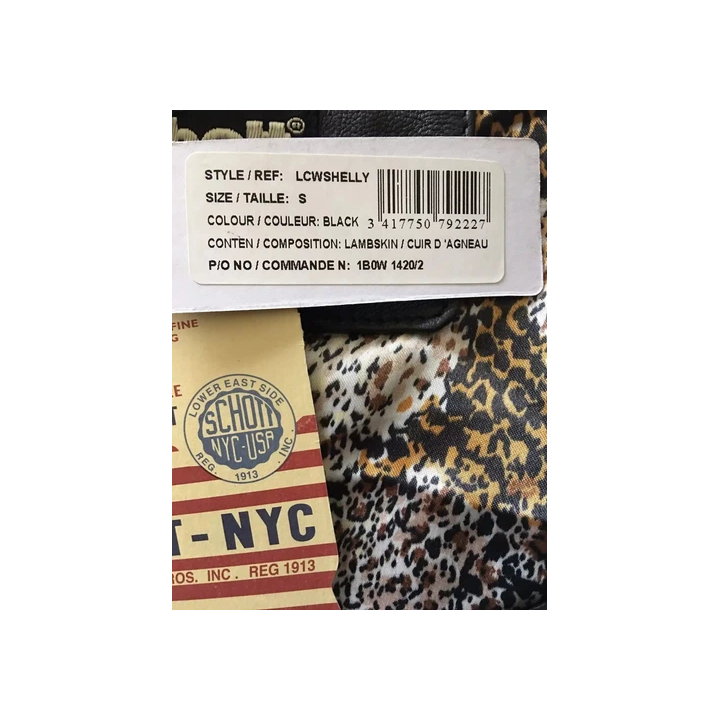 STYLE / REF: LCWSHELLY
SIZE / TAILLE: S
COLOUR / COULEUR: BLACK
3 417750 792227
CONTEN / COMPOSITION: LAMBSKIN / CUIR D 'AGNEAU
P/O NO / COMMANDE N: 1B0W 1420/2
FINE
LOWER EAST SIDE
SCHOTT
NYC-USA
REG. 1913 INC.
T - NYC
ROS. INC. REG 1913